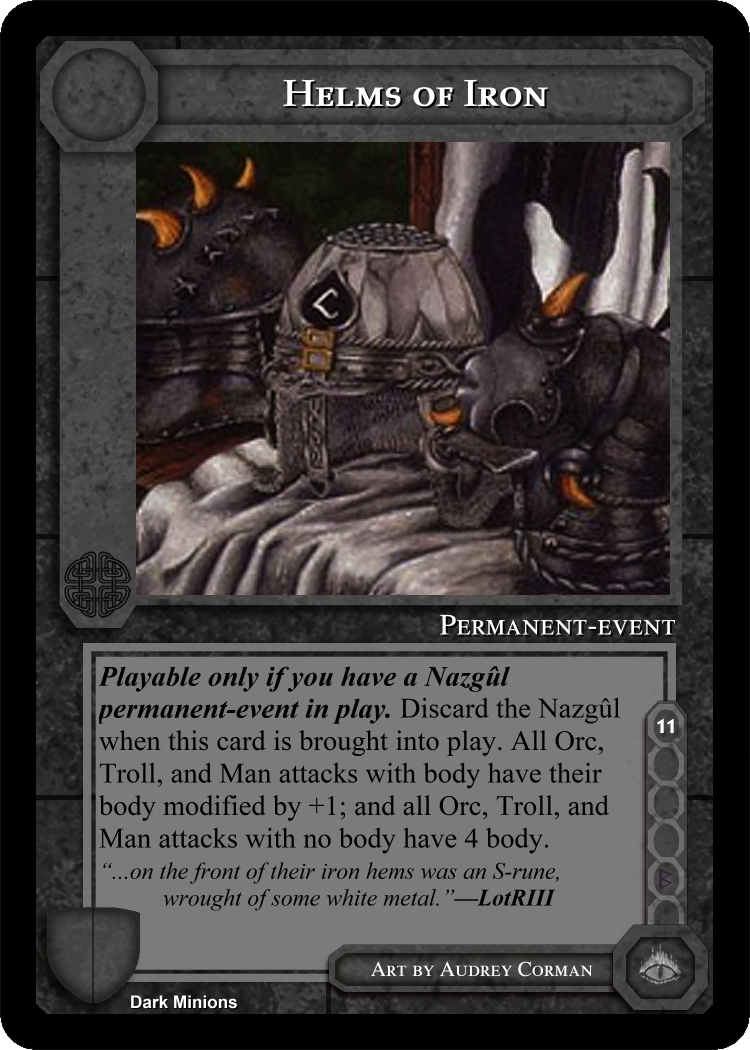 Helms of Iron
Permanent-event
Playable only if you have a Nazgûl
permanent-event in play. Discard the Nazgûl
when this card is brought into play. All Orc,
Troll, and Man attacks with body have their
body modified by +1; and all Orc, Troll, and
Man attacks with no body have 4 body.
“...on the front of their iron hems was an S-rune,
wrought of some white metal.”—LotRIII
11
Art by Audrey Corman
Dark Minions